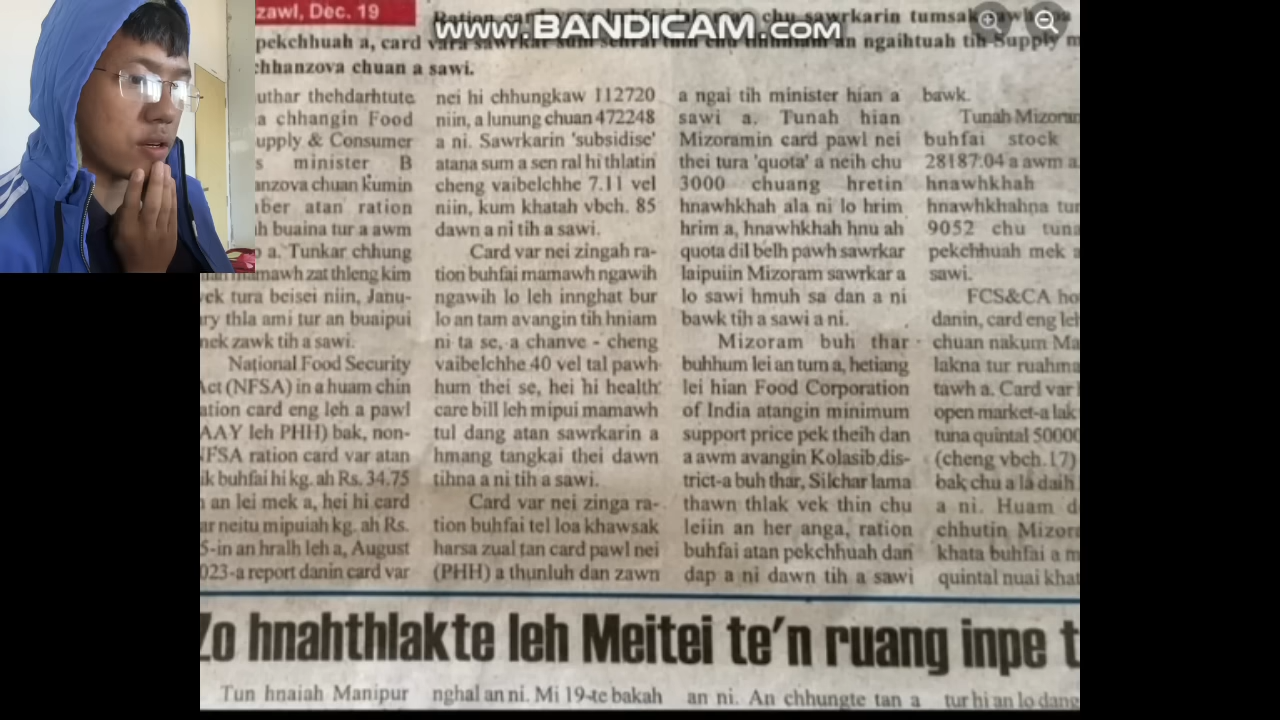 zawl, Dec. 19
www.BANDICAM.com
pekchhuah a, card vara sawrkar sum senral tuin chu tihhniam an ngaihtuah tih Supply m
hhanzova chuan a sawi.
uthar thehdarhtute
a chhangin Food
upply & Consumer
s minister B
anzova chuan kumin
ber atan ration
h buaina tur a awm
a. Tunkar chhung
mamawh zat thleng kim
vek tura beisei niin, Janu-
ry thla ami tur an buaipui
nek zawk tih a sawi.
National Food Security
Act (NFSA) in a huam chin
ation card eng leh a pawl
AAY leh PHH) bak, non-
NFSA ration card var atan
ik buhfai hi kg. ah Rs. 34.75
an lei mek a, hei hi card
ar neitu mipuiah kg. ah Rs.
5-in an hralh leh a, August
023-a report danin card var
nei hi chhungkaw 112720
niin, a lunung chuan 472248
a ni. Sawrkarin 'subsidise'
atana sum a sen ral hi thlatin
cheng vaibelchhe 7.11 vel
niin, kum khatah vbch. 85
dawn a ni tih a sawi.
Card var nei zingah ra-
tion buhfai mamawh ngawih
ngawih lo leh innghat bur
lo an tam avangin tih hniam
ni ta se, a chanve - cheng
vaibelchhe 40 vel tal pawh
hum thei se, hei hi health
care bill leh mipui mamawh
tul dang atan sawrkarin a
hmang tangkai thei dawn
tihna a ni tih a sawi.
Card var nei zinga ra-
tion buhfai tel loa khawsak
harsa zual tan card pawl nei
(PHH) a thunluh dan zawn
a ngai tih minister hian a
sawi a. Tunah hian
Mizoramin card pawl nei
thei tura 'quota' a neih chu
3000 chuang hretin
hnawhkhah ala ni lo hrim
hrim a, hnawhkhah hnu ah
quota dil belh pawh sawrkar
laipuiin Mizoram sawrkar a
lo sawi hmuh sa dan a ni
bawk tih a sawi a ni.
Mizoram buh thar
buhhum lei an tum a, hetiang
lei hian Food Corporation
of India atangin minimum
support price pek theih dan
a awm avangin Kolasib dis-
trict-a buh thar, Silchar lama
thawn thlak vek thin chu
leiin an her anga, ration
buhfai atan pekchhuah dan
dap a ni dawn tih a sawi
bawk.
Tunah Mizoram
buhfai stock
28187.04 a awm a
hnawhkhah
hnawhkhahna tur
9052 chu tuna
pekchhuah mek a
sawi.
FCS&CA ho
danin, card eng leh
chuan nakum Ma
lakna tur ruahma
tawh a. Card var
open market-a lak
tuna quintal 50000
(cheng vbch.17)
bak chu a la daih
a ni. Huam d
chhutin Mizora
khata buhfai a m
quintal nuai khat
Zo hnahthlakte leh Meitei te'n ruang inpe t
Tun hnaiah Manipur
nghal an ni. Mi 19-te bakah
an ni. An chhungte tan a
tur hi an lo dang